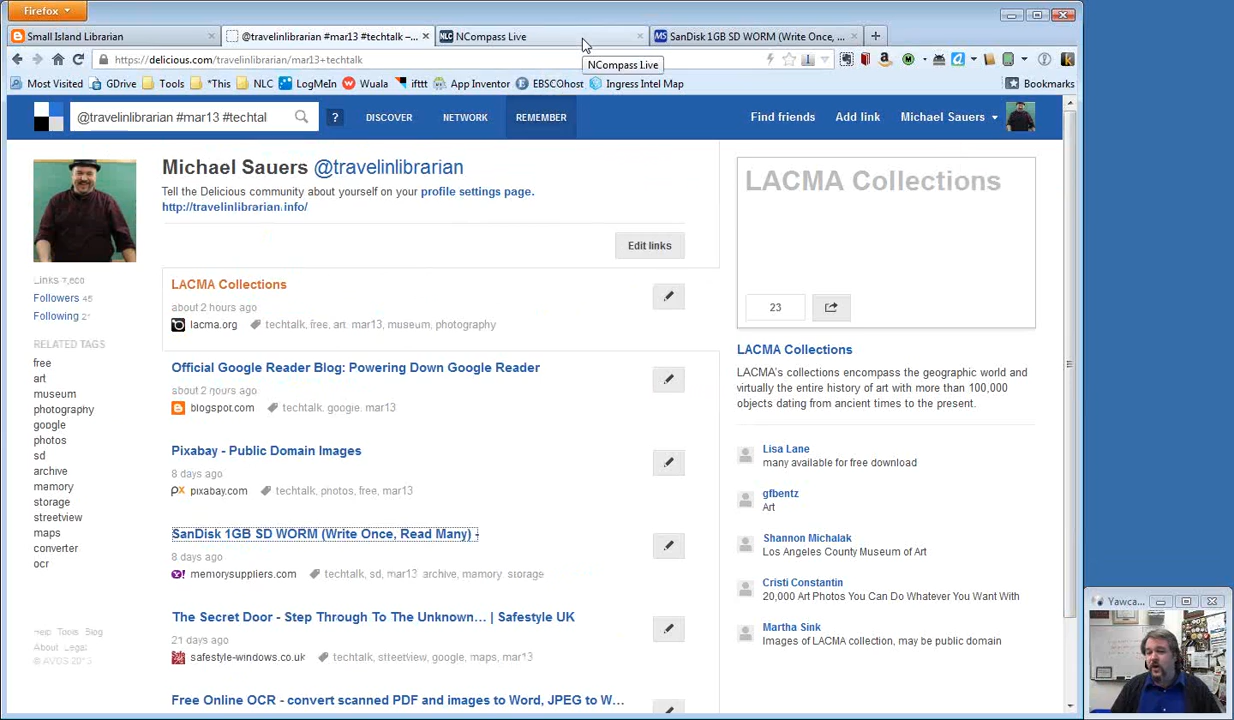 Firefox
Small Island Librarian
@travelinlibrarian #mar13 #techtalk –...
NCompass Live
SanDisk 1GB SD WORM (Write Once, ...
https://delicious.com/travelinlibrarian/mar13+techtalk
NCompass Live
Most Visited GDrive Tools *This NLC LogMeIn Wuala ifttt App Inventor EBSCOhost Ingress Intel Map Bookmarks
@travelinlibrarian #mar13 #techtal
?
DISCOVER NETWORK REMEMBER
Find friends Add link Michael Sauers
Michael Sauers @travelinlibrarian
Tell the Delicious community about yourself on your profile settings page.
http://travelinlibrarian.info/
Edit links
Followers 45
Following
RELATED TAGS
free
art
museum
photography
google
photos
sd
archive
memory
storage
streetview
maps
converter
ocr
Help Tools Blog
About Legal
LACMA Collections
about 2 hours ago
lacma.org techtalk, free, art, mar13, museum, photography
Official Google Reader Blog: Powering Down Google Reader
about 2 hours ago
blogspot.com techtalk, google, mar13
Pixabay - Public Domain Images
8 days ago
pixabay.com techtalk, photos, free, mar13
SanDisk 1GB SD WORM (Write Once, Read Many) -
8 days ago
memorysuppliers.com techtalk, sd, mar13 archive, memory, storage
The Secret Door - Step Through To The Unknown... | Safestyle UK
21 days ago
safestyle-windows.co.uk techtalk, streetview, google, maps, mar13
Free Online OCR - convert scanned PDF and images to Word, JPEG to W...
LACMA Collections
23
LACMA Collections
LACMA's collections encompass the geographic world and
virtually the entire history of art with more than 100,000
objects dating from ancient times to the present.
Lisa Lane
many available for free download
gfbentz
Art
Shannon Michalak
Los Angeles County Museum of Art
Cristi Constantin
20,000 Art Photos You Can Do Whatever You Want With
Martha Sink
Images of LACMA collection, may be public domain
Yawca...